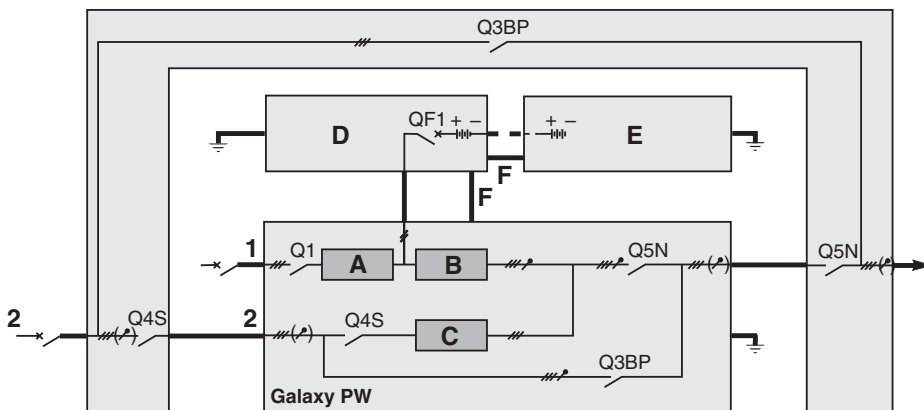 Q3BP
QF1 + − + −
D E
F
F
1 Q1 A B Q5N Q5N
2 Q4S 2 Q4S C
Q3BP
Galaxy PW